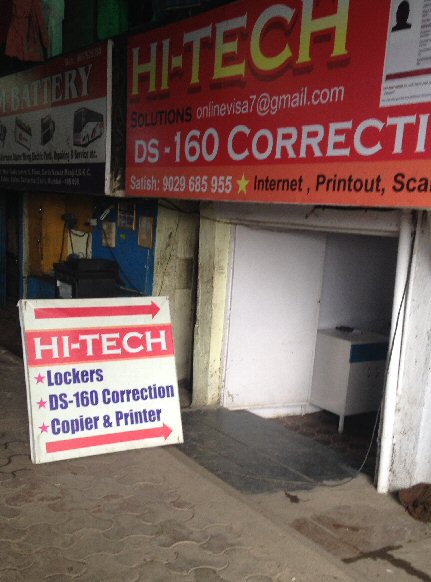 BATTERY
HI-TECH
SOLUTIONS onlinevisa7@gmail.com
DS -160 CORRECTI
Satish: 9029 685 955 ★ Internet , Printout, Sca
HI-TECH
★Lockers
★DS-160 Correction
★Copier & Printer